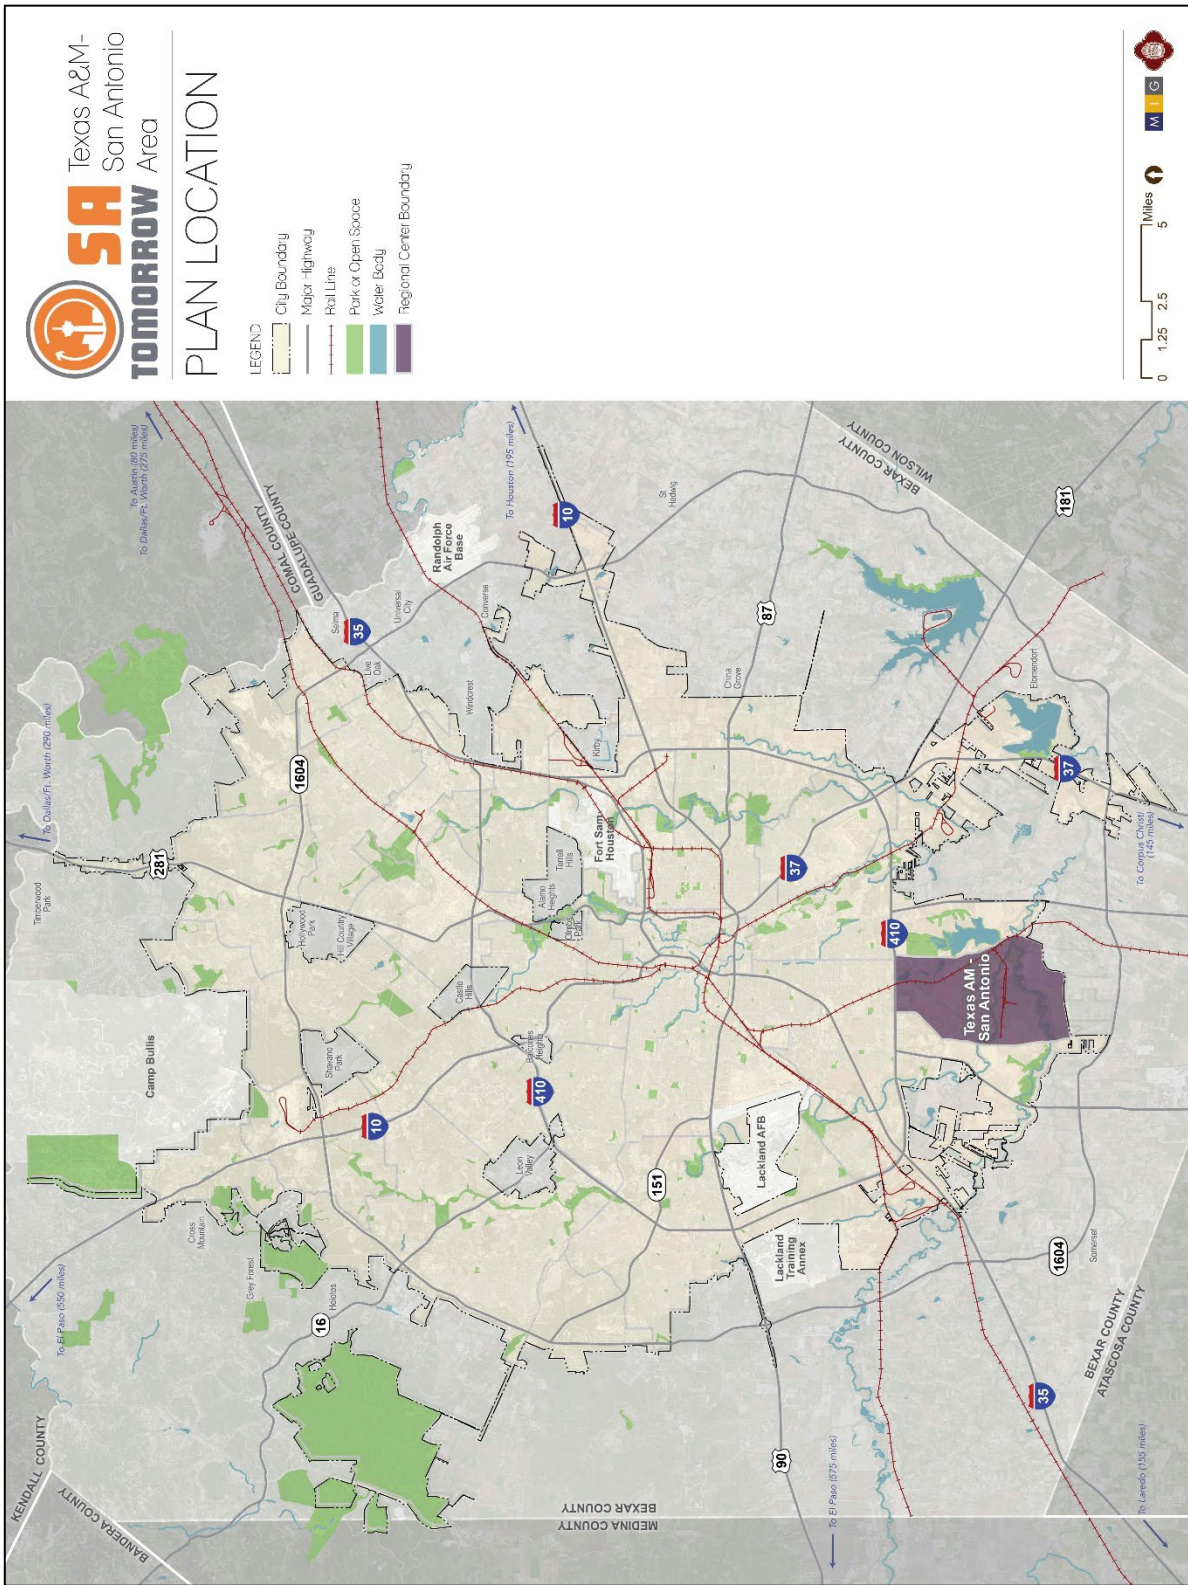 SA
TOMORROW
Texas A&M-
San Antonio
Area
PLAN LOCATION
LEGEND
City Boundary
Major Highway
Rail Line
Park or Open Space
Water Body
Regional Center Boundary
0 1.25 2.5 5
Miles
M I G
KENDALL COUNTY
BANDERA COUNTY
MEDINA COUNTY
BEXAR COUNTY
COMAL COUNTY
GUADALUPE COUNTY
BEXAR COUNTY
WILSON COUNTY
BEXAR COUNTY
ATASCOSA COUNTY
To El Paso (550 miles)
To Dallas/Ft. Worth (290 miles)
To Austin (80 miles)
To Dallas/Ft. Worth (275 miles)
To Houston (195 miles)
To Corpus Christi
(145 miles)
To Laredo (155 miles)
To El Paso (575 miles)
Timberwood
Park
281
Camp Bullis
Cross
Mountain
Grey Forest
Helotes
16
1604
Hollywood
Park
Hill Country
Village
Shavano
Park
10
Castle
Hills
Balcones
Heights
410
Leon
Valley
Selma
35
Live
Oak
Universal
City
Randolph
Air Force
Base
Converse
Windcrest
Kirby
10
St
Hedwig
Alamo
Heights
Terrell
Hills
Olmos
Park
Fort Sam
Houston
151
Lackland AFB
Lackland
Training
Annex
90
87
China
Grove
37
410
Texas AM -
San Antonio
181
Elmendorf
37
1604
Somerset
35